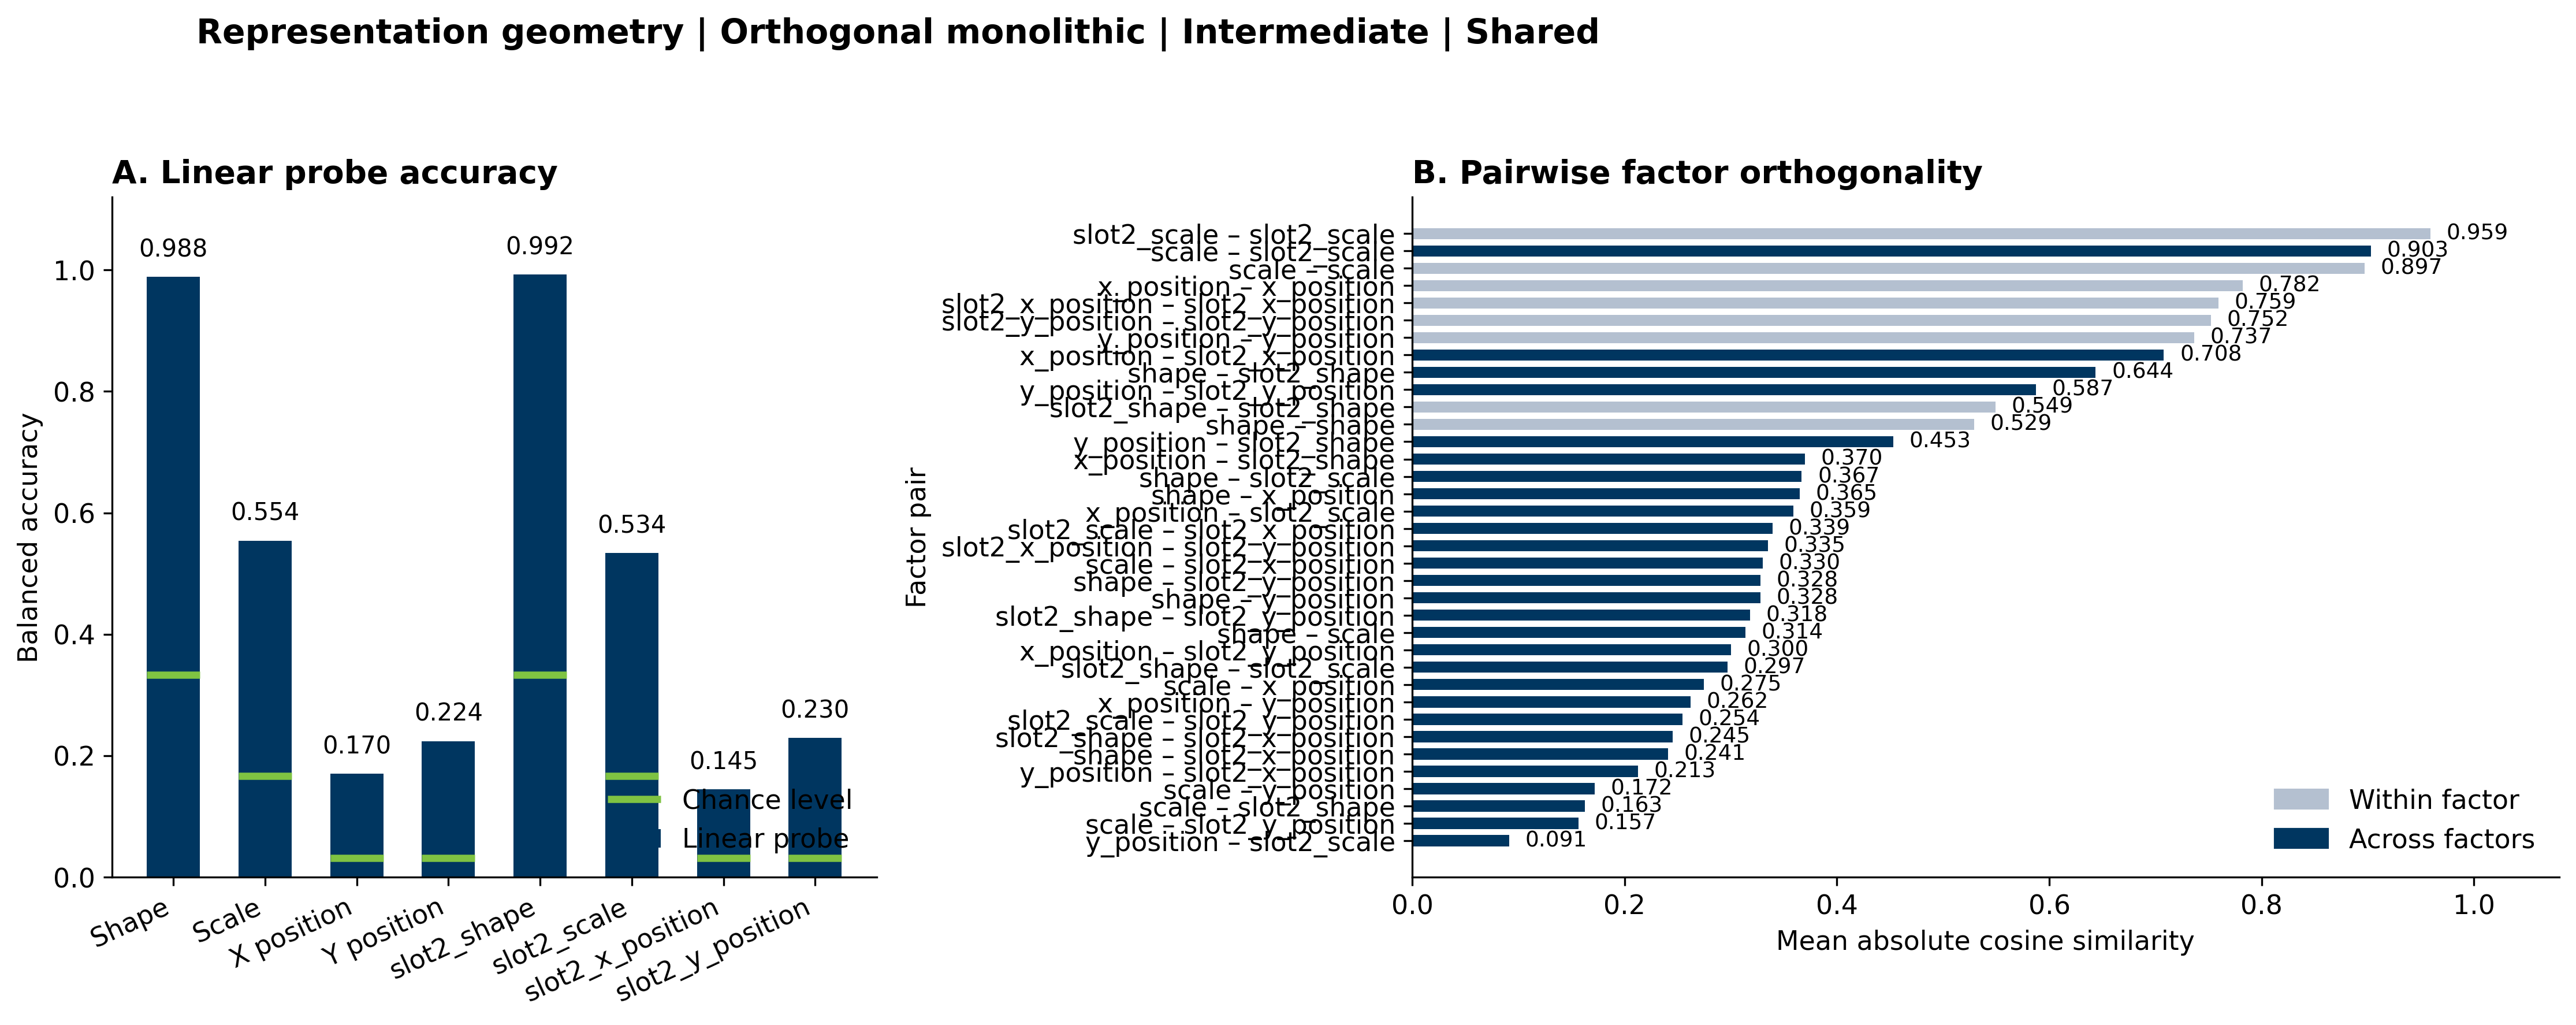 Representation geometry | Orthogonal monolithic | Intermediate | Shared
A. Linear probe accuracy
Balanced accuracy
1.0
0.8
0.6
0.4
0.2
0.0
0.988
0.554
0.170
0.224
0.992
0.534
0.145
0.230
Chance level
Linear probe
Shape
Scale
X position
Y position
slot2_shape
slot2_scale
slot2_x_position
slot2_y_position
B. Pairwise factor orthogonality
Factor pair
slot2_scale – slot2_scale 0.959
scale – slot2_scale 0.903
scale – scale 0.897
x_position – x_position 0.782
slot2_x_position – slot2_x_position 0.759
slot2_y_position – slot2_y_position 0.752
y_position – y_position 0.737
x_position – slot2_x_position 0.708
shape – slot2_shape 0.644
y_position – slot2_y_position 0.587
slot2_shape – slot2_shape 0.549
shape – shape 0.529
y_position – slot2_shape 0.453
x_position – slot2_shape 0.370
shape – slot2_scale 0.367
shape – x_position 0.365
x_position – slot2_scale 0.359
slot2_scale – slot2_x_position 0.339
slot2_x_position – slot2_y_position 0.335
scale – slot2_x_position 0.330
shape – slot2_y_position 0.328
shape – y_position 0.328
slot2_shape – slot2_y_position 0.318
shape – scale 0.314
x_position – slot2_y_position 0.300
slot2_shape – slot2_scale 0.297
scale – x_position 0.275
x_position – y_position 0.262
slot2_scale – slot2_y_position 0.254
slot2_shape – slot2_x_position 0.245
shape – slot2_x_position 0.241
y_position – slot2_x_position 0.213
scale – y_position 0.172
scale – slot2_shape 0.163
scale – slot2_y_position 0.157
y_position – slot2_scale 0.091
Within factor
Across factors
0.0 0.2 0.4 0.6 0.8 1.0
Mean absolute cosine similarity